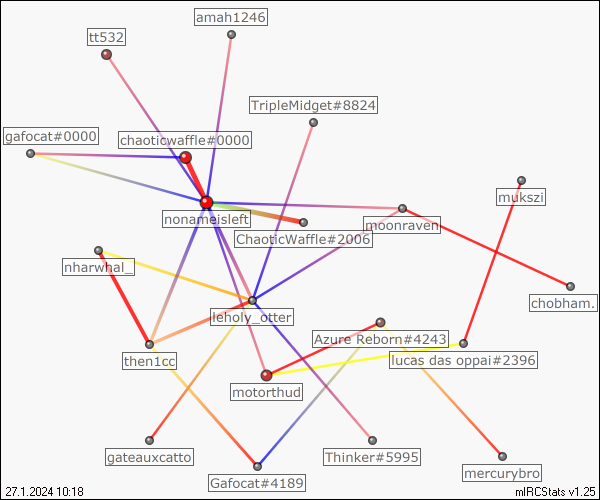 amah1246
tt532
TripleMidget#8824
gafocat#0000
chaoticwaffle#0000
mukszi
nonameisleft
moonraven
ChaoticWaffle#2006
nharwhal_
chobham.
leholy_otter
Azure Reborn#4243
then1cc
lucas das oppai#2396
motorthud
gateauxcatto
Thinker#5995
mercurybro
Gafocat#4189
27.1.2024 10:18
mIRCStats v1.25